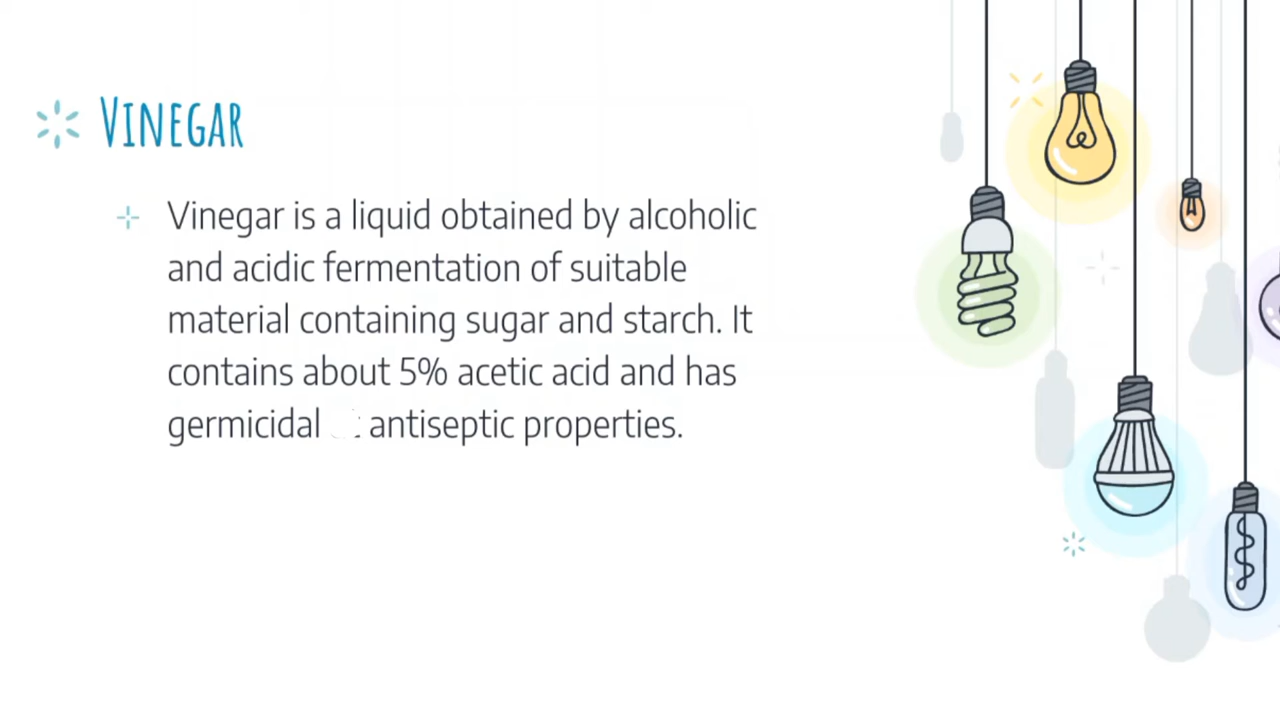 Vinegar
Vinegar is a liquid obtained by alcoholic
and acidic fermentation of suitable
material containing sugar and starch. It
contains about 5% acetic acid and has
germicidal antiseptic properties.